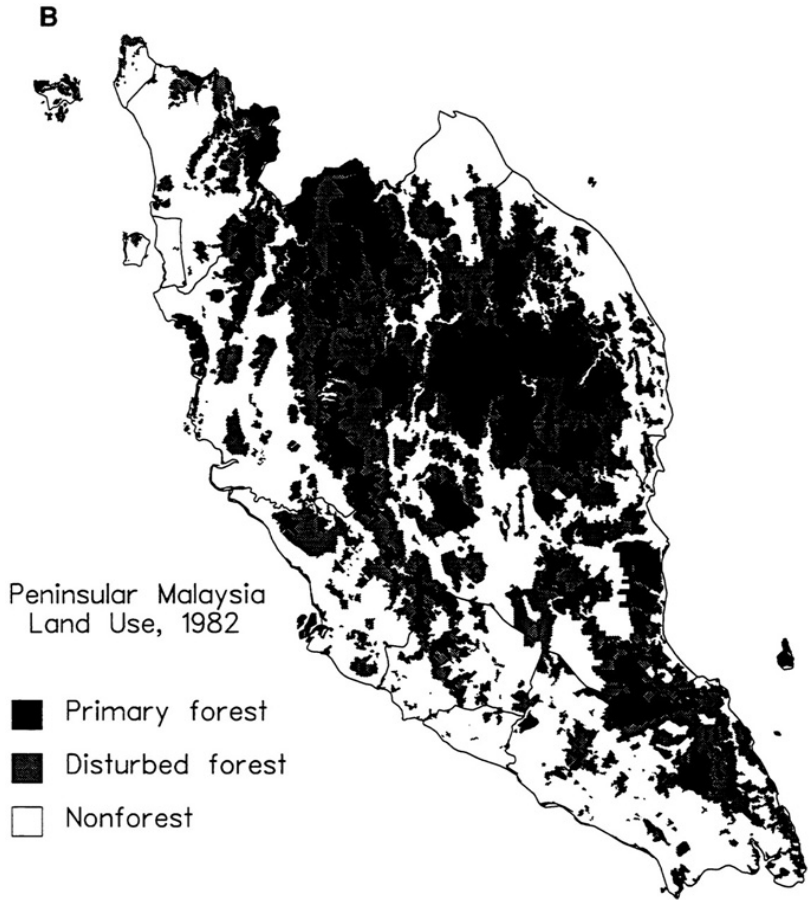 B
Peninsular Malaysia
Land Use, 1982
Primary forest
Disturbed forest
Nonforest